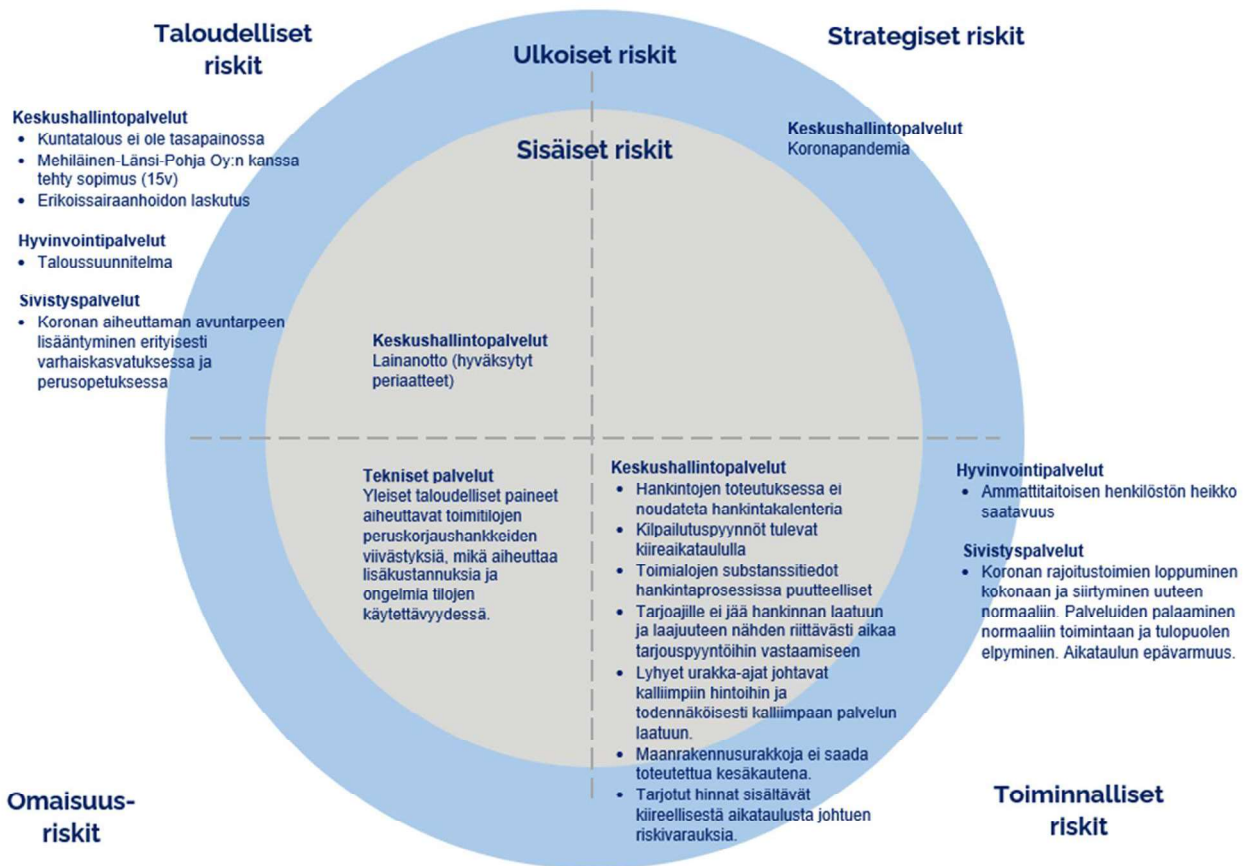 Taloudelliset
riskit
Ulkoiset riskit
Strategiset riskit
Sisäiset riskit
Keskushallintopalvelut
• Kuntatalous ei ole tasapainossa
• Mehiläinen-Länsi-Pohja Oy:n kanssa
tehty sopimus (15v)
• Erikoissairaanhoidon laskutus
Hyvinvointipalvelut
• Taloussuunnitelma
Sivistyspalvelut
• Koronan aiheuttaman avuntarpeen
lisääntyminen erityisesti
varhaiskasvatuksessa ja
perusopetuksessa
Keskushallintopalvelut
Lainanotto (hyväksytyt
periaatteet)
Keskushallintopalvelut
Koronapandemia
Tekniset palvelut
Yleiset taloudelliset paineet
aiheuttavat toimitilojen
peruskorjaushankkeiden
viivästyksiä, mikä aiheuttaa
lisäkustannuksia ja
ongelmia tilojen
käytettävyydessä.
Keskushallintopalvelut
• Hankintojen toteutuksessa ei
noudateta hankintakalenteria
• Kilpailutuspyynnöt tulevat
kiireaikataululla
• Toimialojen substanssitiedot
hankintaprosessissa puutteelliset
• Tarjoajille ei jää hankinnan laatuun
ja laajuuteen nähden riittävästi aikaa
tarjouspyyntöihin vastaamiseen
• Lyhyet urakka-ajat johtavat
kalliimpiin hintoihin ja
todennäköisesti kalliimpaan palvelun
laatuun.
• Maanrakennusurakkoja ei saada
toteutettua kesäkautena.
• Tarjotut hinnat sisältävät
kiireellisestä aikataulusta johtuen
riskivarauksia.
Hyvinvointipalvelut
• Ammattitaitoisen henkilöstön heikko
saatavuus
Sivistyspalvelut
• Koronan rajoitustoimien loppuminen
kokonaan ja siirtyminen uuteen
normaaliin. Palveluiden palaaminen
normaaliin toimintaan ja tulopuolen
elpyminen. Aikataulun epävarmuus.
Omaisuus-
riskit
Toiminnalliset
riskit